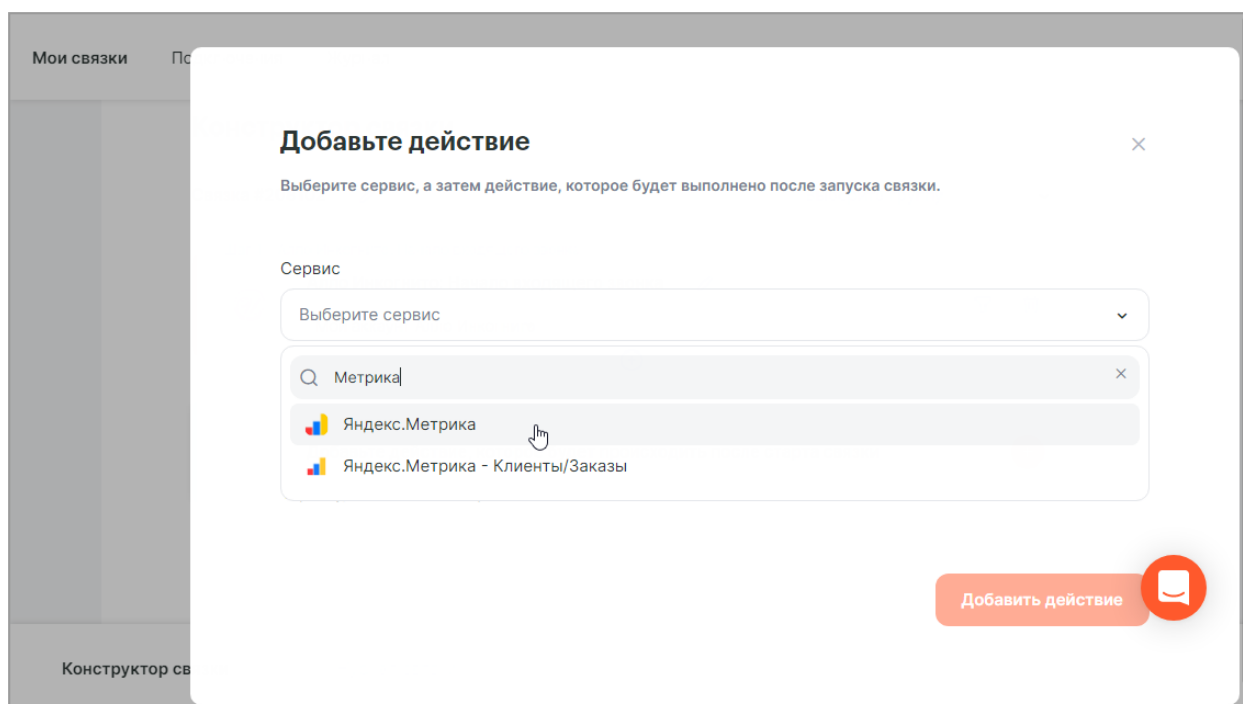 Мои связки
Добавьте действие
Выберите сервис, а затем действие, которое будет выполнено после запуска связки.
Сервис
Выберите сервис
Метрика
Яндекс.Метрика
Яндекс.Метрика - Клиенты/Заказы
Добавить действие
Конструктор